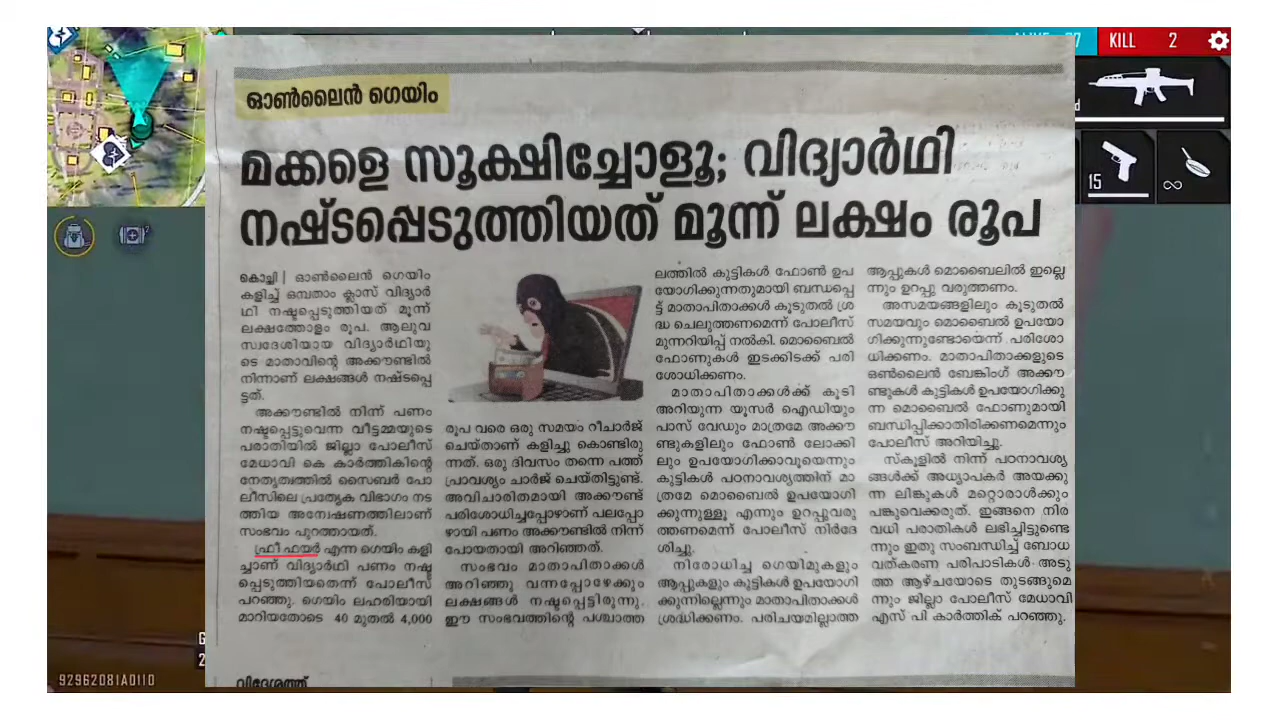 KILL 2
15
ഓൺലൈൻ ഗെയിം
മക്കളെ സൂക്ഷിച്ചോളൂ; വിദ്യാർഥി
നഷ്ടപ്പെടുത്തിയത് മൂന്ന് ലക്ഷം രൂപ
കൊച്ചി | ഓൺലൈൻ ഗെയിം
കളിച്ച് ഒമ്പതാം ക്ലാസ് വിദ്യാർ
ഥി നഷ്ടപ്പെടുത്തിയത് മൂന്ന്
ലക്ഷത്തോളം രൂപ. ആലുവ
സ്വദേശിയായ വിദ്യാർഥിയു
ടെ മാതാവിന്റെ അക്കൗണ്ടിൽ
നിന്നാണ് ലക്ഷങ്ങൾ നഷ്ടപ്പെ
ട്ടത്.
അക്കൗണ്ടിൽ നിന്ന് പണം
നഷ്ടപ്പെട്ടുവെന്ന വീട്ടമ്മയുടെ
പരാതിയിൽ ജില്ലാ പോലീസ്
മേധാവി കെ കാർത്തികിന്റെ
നേതൃത്വത്തിൽ സൈബർ പോ
ലീസിലെ പ്രത്യേക വിഭാഗം നട
ത്തിയ അന്വേഷണത്തിലാണ്
സംഭവം പുറത്തായത്.
ഫ്രീ ഫയർ എന്ന ഗെയിം കളി
ച്ചാണ് വിദ്യാർഥി പണം നഷ്ട
പ്പെടുത്തിയതെന്ന് പോലീസ്
പറഞ്ഞു. ഗെയിം ലഹരിയായി
മാറിയതോടെ 40 മുതൽ 4,000
രൂപ വരെ ഒരു സമയം റീചാർജ്
ചെയ്താണ് കളിച്ചു കൊണ്ടിരു
ന്നത്. ഒരു ദിവസം തന്നെ പത്ത്
പ്രാവശ്യം ചാർജ് ചെയ്തിട്ടുണ്ട്.
അവിചാരിതമായി അക്കൗണ്ട്
പരിശോധിച്ചപ്പോഴാണ് പലപ്പോ
ഴായി പണം അക്കൗണ്ടിൽ നിന്ന്
പോയതായി അറിഞ്ഞത്.
സംഭവം മാതാപിതാക്കൾ
അറിഞ്ഞു വന്നപ്പോഴേക്കും
ലക്ഷങ്ങൾ നഷ്ടപ്പെട്ടിരുന്നു.
ഈ സംഭവത്തിന്റെ പശ്ചാത്ത
ലത്തിൽ കുട്ടികൾ ഫോൺ ഉപ
യോഗിക്കുന്നതുമായി ബന്ധപ്പെ
ട്ട് മാതാപിതാക്കൾ കൂടുതൽ ശ്ര
ദ്ധ ചെലുത്തണമെന്ന് പോലീസ്
മുന്നറിയിപ്പ് നൽകി. മൊബൈൽ
ഫോണുകൾ ഇടക്കിടക്ക് പരി
ശോധിക്കണം.
മാതാപിതാക്കൾക്ക് കൂടി
അറിയുന്ന യൂസർ ഐഡിയും
പാസ് വേഡും മാത്രമേ അക്കൗ
ണ്ടുകളിലും ഫോൺ ലോക്കി
ലും ഉപയോഗിക്കാവൂയെന്നും
കുട്ടികൾ പഠനാവശ്യത്തിന് മാ
ത്രമേ മൊബൈൽ ഉപയോഗി
ക്കുന്നുള്ളൂ എന്നും ഉറപ്പുവരു
ത്തണമെന്ന് പോലീസ് നിർദേ
ശിച്ചു.
നിരോധിച്ച ഗെയിമുകളും
ആപ്പുകളും കുട്ടികൾ ഉപയോഗി
ക്കുന്നില്ലെന്നും മാതാപിതാക്കൾ
ശ്രദ്ധിക്കണം. പരിചയമില്ലാത്ത
ആപ്പുകൾ മൊബൈലിൽ ഇല്ലെ
ന്നും ഉറപ്പു വരുത്തണം.
അസമയങ്ങളിലും കൂടുതൽ
സമയവും മൊബൈൽ ഉപയോ
ഗിക്കുന്നുണ്ടോയെന്ന് പരിശോ
ധിക്കണം. മാതാപിതാക്കളുടെ
ഒൺലൈൻ ബേങ്കിംഗ് അക്കൗ
ണ്ടുകൾ കുട്ടികൾ ഉപയോഗിക്കു
ന്ന മൊബൈൽ ഫോണുമായി
ബന്ധിപ്പിക്കാതിരിക്കണമെന്നും
പോലീസ് അറിയിച്ചു.
സ്കൂളിൽ നിന്ന് പഠനാവശ്യ
ങ്ങൾക്ക് അധ്യാപകർ അയക്കു
ന്ന ലിങ്കുകൾ മറ്റൊരാൾക്കും
പങ്കുവെക്കരുത്. ഇങ്ങനെ നിര
വധി പരാതികൾ ലഭിച്ചിട്ടുണ്ടെ
ന്നും ഇതു സംബന്ധിച്ച് ബോധ
വത്കരണ പരിപാടികൾ അടു
ത്ത ആഴ്ചയോടെ തുടങ്ങുമെ
ന്നും ജില്ലാ പോലീസ് മേധാവി
എസ് പി കാർത്തിക് പറഞ്ഞു.
92962081A0110